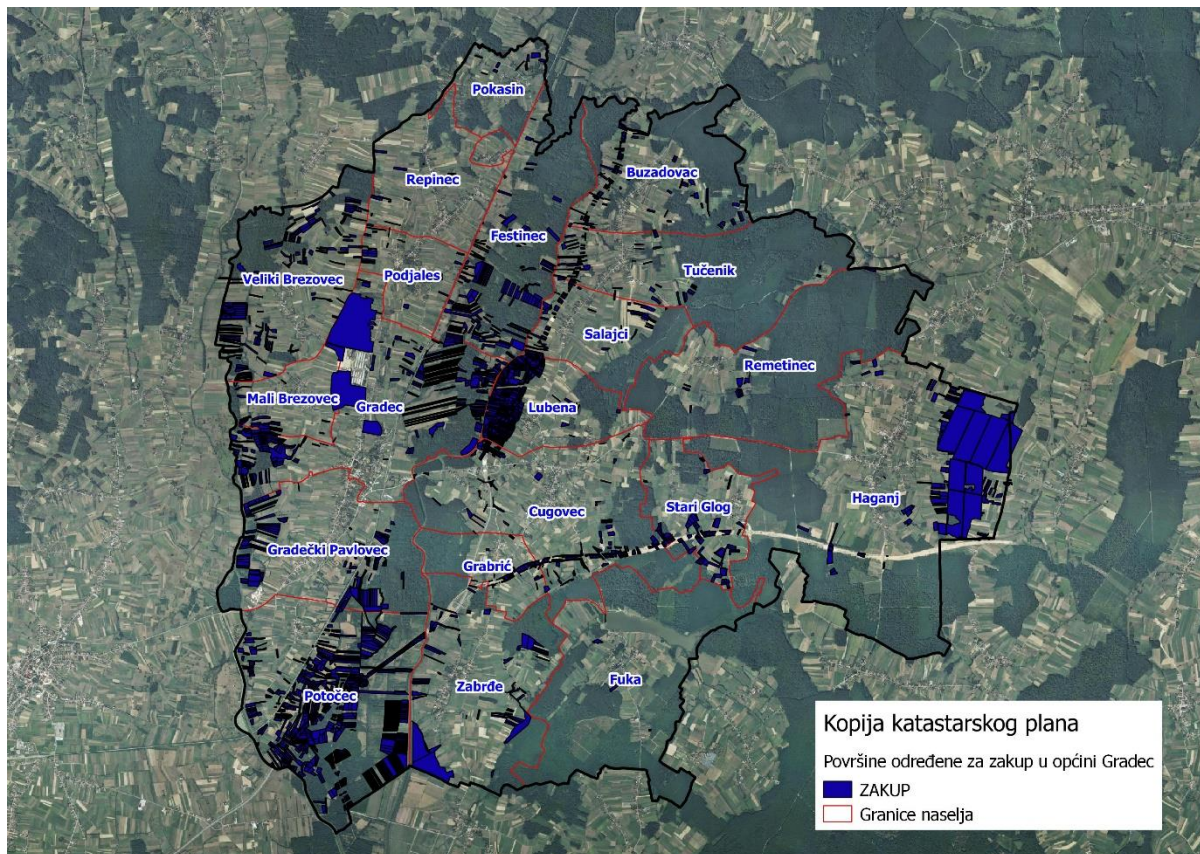 Pokasin
Buzadovac
Repinec
Festinec
Tučenik
Veliki Brezovec
Podjales
Salajci
Remetinec
Mali Brezovec
Gradec
Lubena
Haganj
Stari Glog
Cugovec
Gradečki Pavlovec
Grabrić
Fuka
Zabrđe
Potočec
Kopija katastarskog plana
Površine određene za zakup u općini Gradec
ZAKUP
Granice naselja